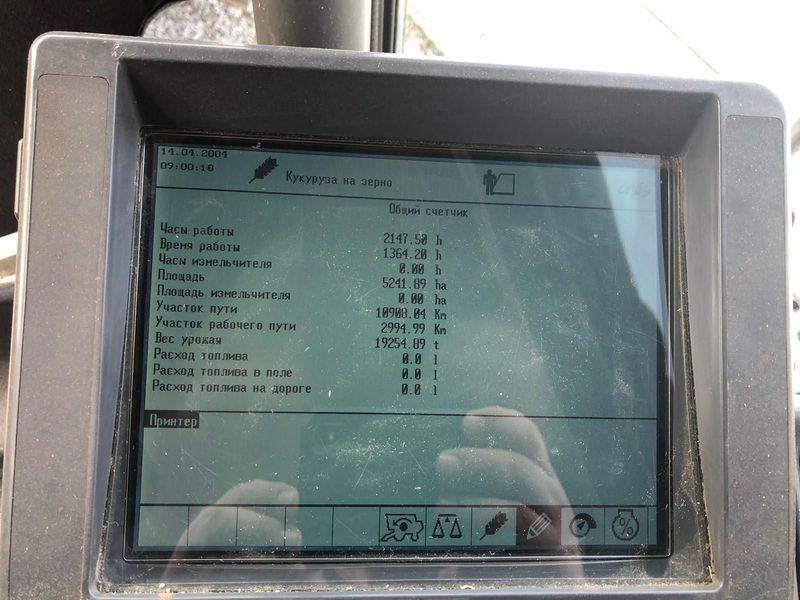 14.04.2004
09:00:10
Кукуруза на зерно
Общий счетчик
Часы работы 2147.50 h
Время работы 1364.20 h
Часы измельчителя 0.00 h
Площадь 5241.89 ha
Площадь измельчителя 0.00 ha
Участок пути 10908.04 Km
Участок рабочего пути 2994.99 Km
Вес урожая 19254.89 t
Расход топлива 0.0 l
Расход топлива в поле 0.0 l
Расход топлива на дороге 0.0 l
Принтер
%